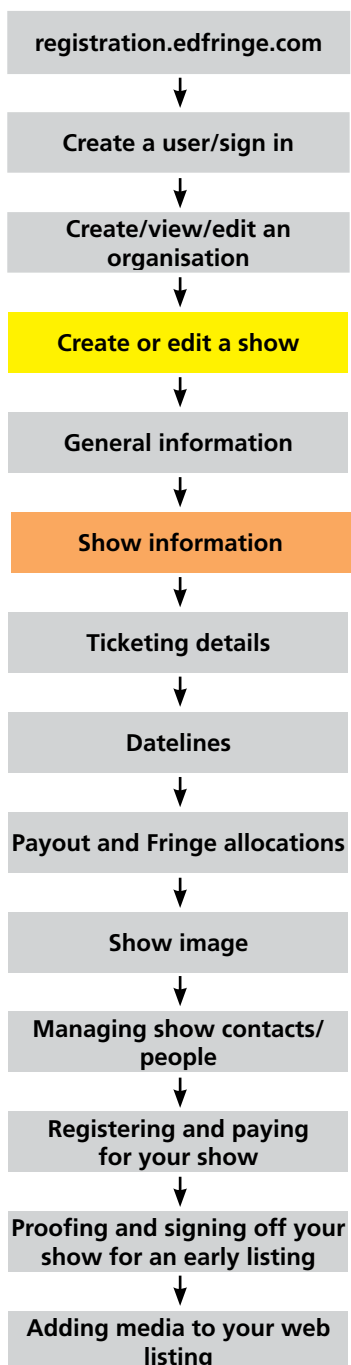 registration.edfringe.com
Create a user/sign in
Create/view/edit an
organisation
Create or edit a show
General information
Show information
Ticketing details
Datelines
Payout and Fringe allocations
Show image
Managing show contacts/
people
Registering and paying
for your show
Proofing and signing off your
show for an early listing
Adding media to your web
listing